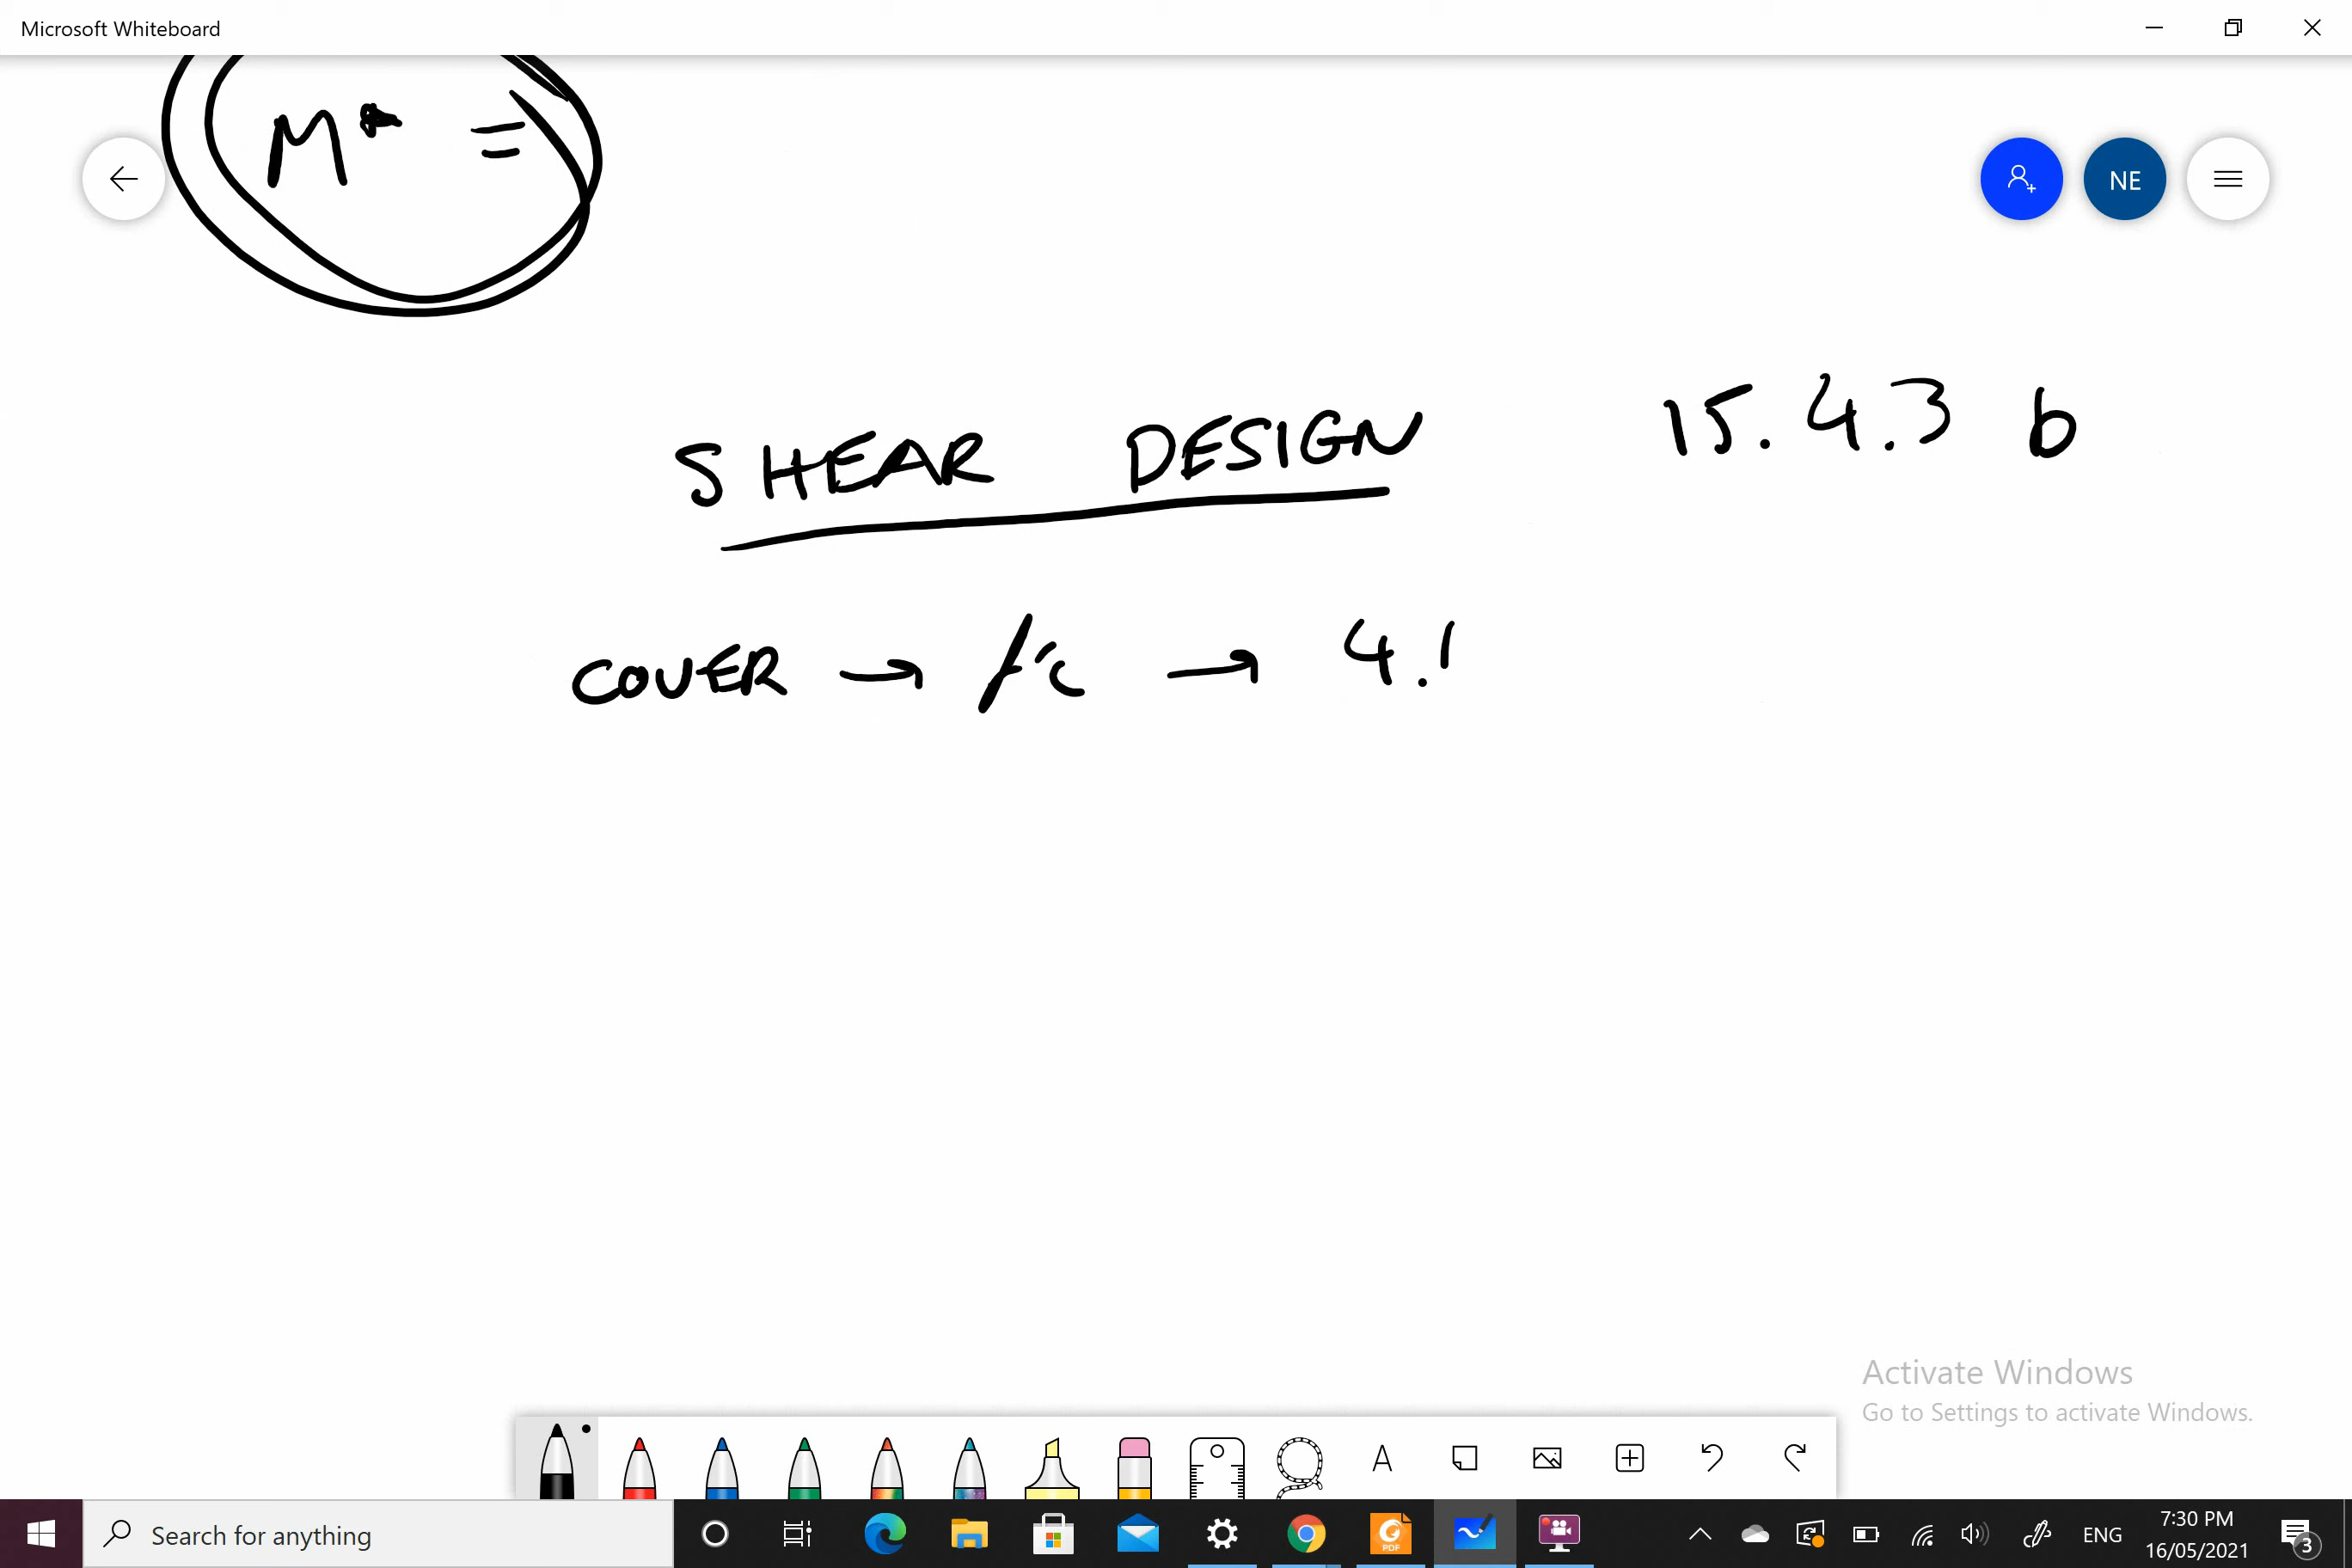 Microsoft Whiteboard
M* =
NE
SHEAR DESIGN 15.4.3 b
COVER → f'c → 4.1
Activate Windows
Go to Settings to activate Windows.
A
PDF
Search for anything
ENG
7:30 PM
16/05/2021
3